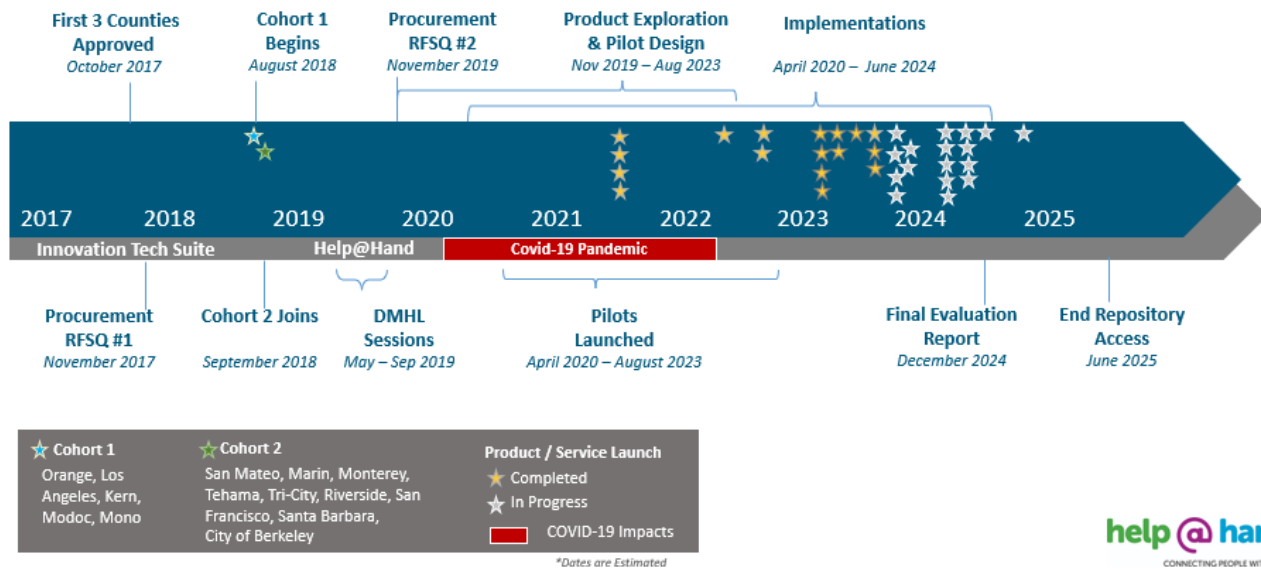 First 3 Counties
Approved
October 2017
Cohort 1
Begins
August 2018
Procurement
RFSQ #2
November 2019
Product Exploration
& Pilot Design
Nov 2019 – Aug 2023
Implementations
April 2020 – June 2024
2017 2018 2019 2020 2021 2022 2023 2024 2025
Innovation Tech Suite
Help@Hand
Covid-19 Pandemic
Procurement
RFSQ #1
November 2017
Cohort 2 Joins
September 2018
DMHL
Sessions
May – Sep 2019
Pilots
Launched
April 2020 – August 2023
Final Evaluation
Report
December 2024
End Repository
Access
June 2025
Cohort 1
Orange, Los
Angeles, Kern,
Modoc, Mono
Cohort 2
San Mateo, Marin, Monterey,
Tehama, Tri-City, Riverside, San
Francisco, Santa Barbara,
City of Berkeley
Product / Service Launch
Completed
In Progress
COVID-19 Impacts
*Dates are Estimated
help @ han
CONNECTING PEOPLE WIT